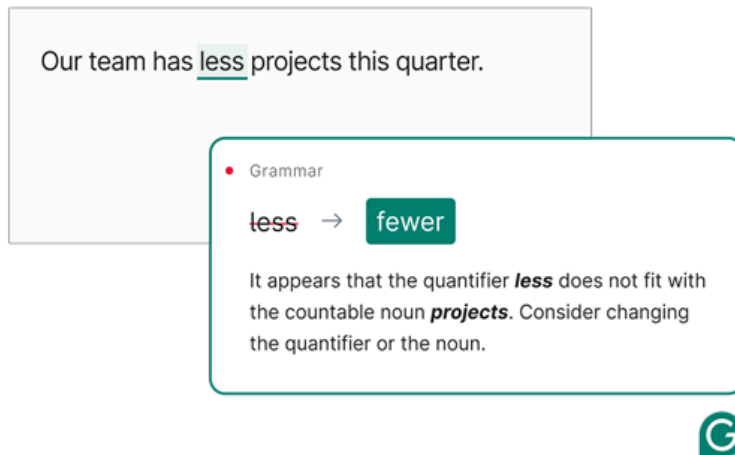 Our team has less projects this quarter.
Grammar
less → fewer
It appears that the quantifier less does not fit with
the countable noun projects. Consider changing
the quantifier or the noun.
G